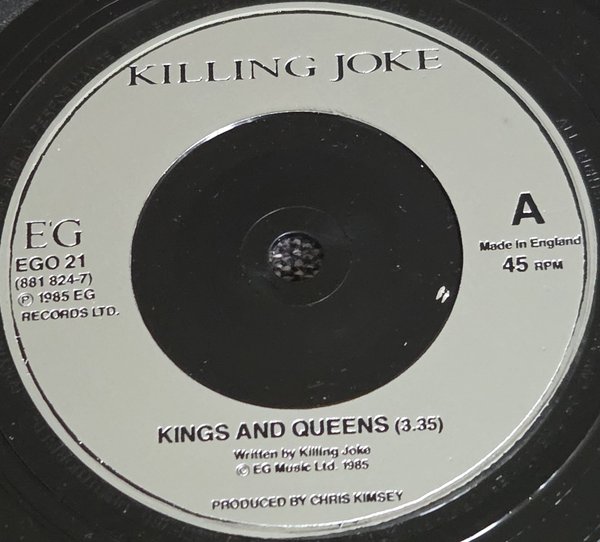 KILLING JOKE
E'G
EGO 21
(881 824-7)
℗ 1985 EG
RECORDS LTD.
A
Made in England
45 RPM
KINGS AND QUEENS (3.35)
Written by Killing Joke
© EG Music Ltd. 1985
PRODUCED BY CHRIS KIMSEY